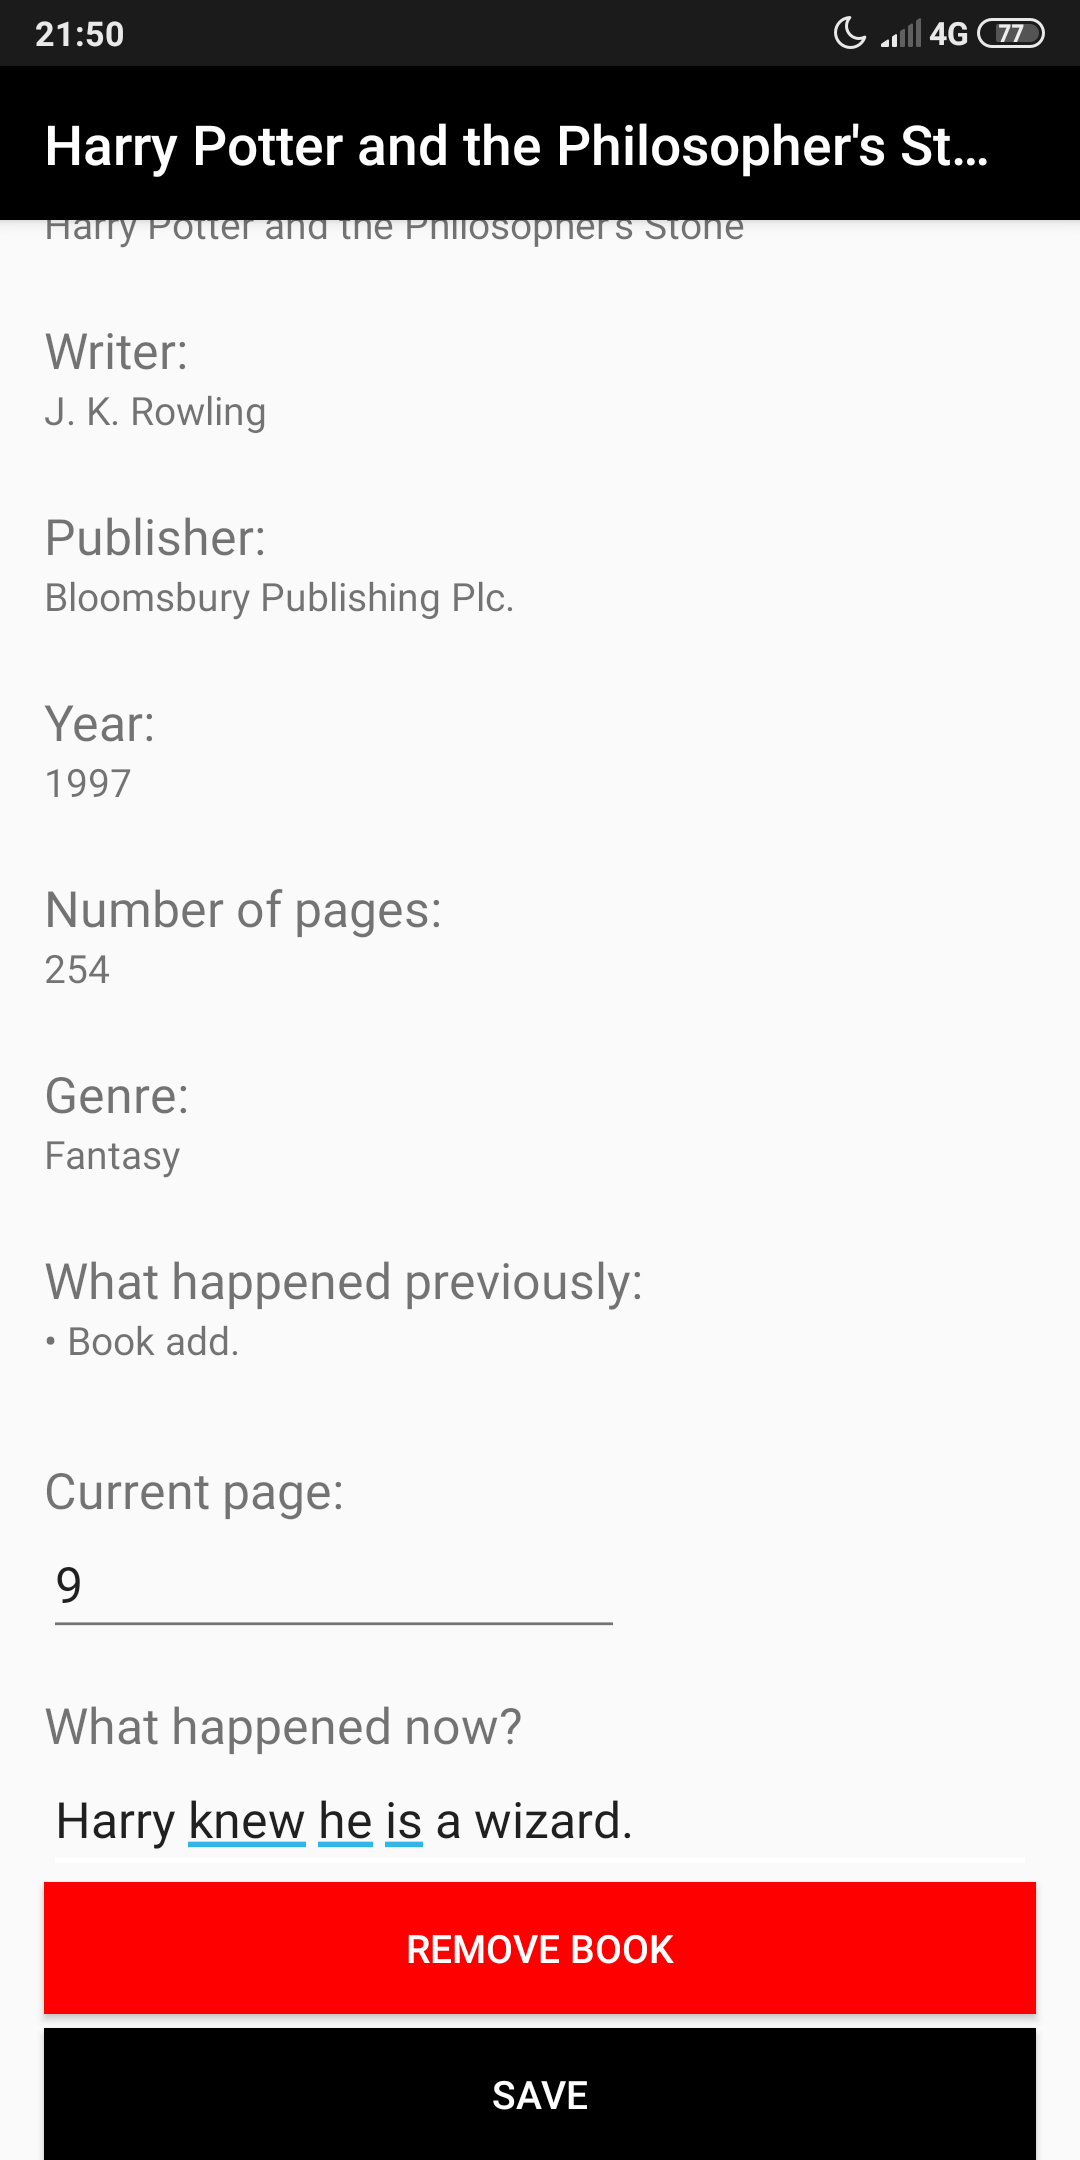 21:50
4G 77
Harry Potter and the Philosopher's St...
Harry Potter and the Philosopher's Stone
Writer:
J. K. Rowling
Publisher:
Bloomsbury Publishing Plc.
Year:
1997
Number of pages:
254
Genre:
Fantasy
What happened previously:
• Book add.
Current page:
9
What happened now?
Harry knew he is a wizard.
REMOVE BOOK
SAVE